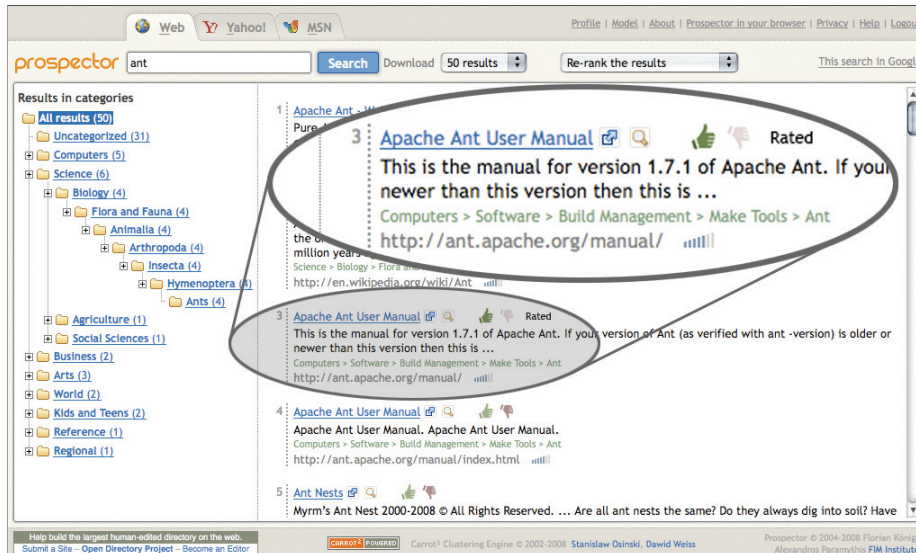 Web Yahoo! MSN
Profile | Model | About | Prospector in your browser | Privacy | Help |
prospector ant Search Download 50 results Re-rank the results This search in
Results in categories
All results (50)
Uncategorized (31)
Computers (5)
Science (6)
Biology (4)
Flora and Fauna (4)
Animalia (4)
Arthropoda (4)
Insecta (4)
Hymenoptera (4)
Ants (4)
Agriculture (1)
Social Sciences (1)
Business (2)
Arts (3)
World (2)
Kids and Teens (2)
Reference (1)
Regional (1)
1 Apache Ant -
Pure
3 Apache Ant User Manual Rated
This is the manual for version 1.7.1 of Apache Ant. If your
newer than this version then this is ...
Computers > Software > Build Management > Make Tools > Ant
http://ant.apache.org/manual/
the
million years
Science > Biology > Flora and
http://en.wikipedia.org/wiki/Ant
3 Apache Ant User Manual Rated
This is the manual for version 1.7.1 of Apache Ant. If your version of Ant (as verified with ant -version) is older or
newer than this version then this is ...
Computers > Software > Build Management > Make Tools > Ant
http://ant.apache.org/manual/
4 Apache Ant User Manual
Apache Ant User Manual. Apache Ant User Manual.
Computers > Software > Build Management > Make Tools > Ant
http://ant.apache.org/manual/index.html
5 Ant Nests
Myrm's Ant Nest 2000-2008 © All Rights Reserved. ... Are all ant nests the same? Do they always dig into soil? Have
Help build the largest human-edited directory on the web.
Submit a Site - Open Directory Project - Become an Editor
CARROT2 POWERED Carrot² Clustering Engine © 2002-2008 Stanislaw Osinski, Dawid Weiss
Prospector © 2004-2008 Florian König
Alexandros Paramythis FIM Institu